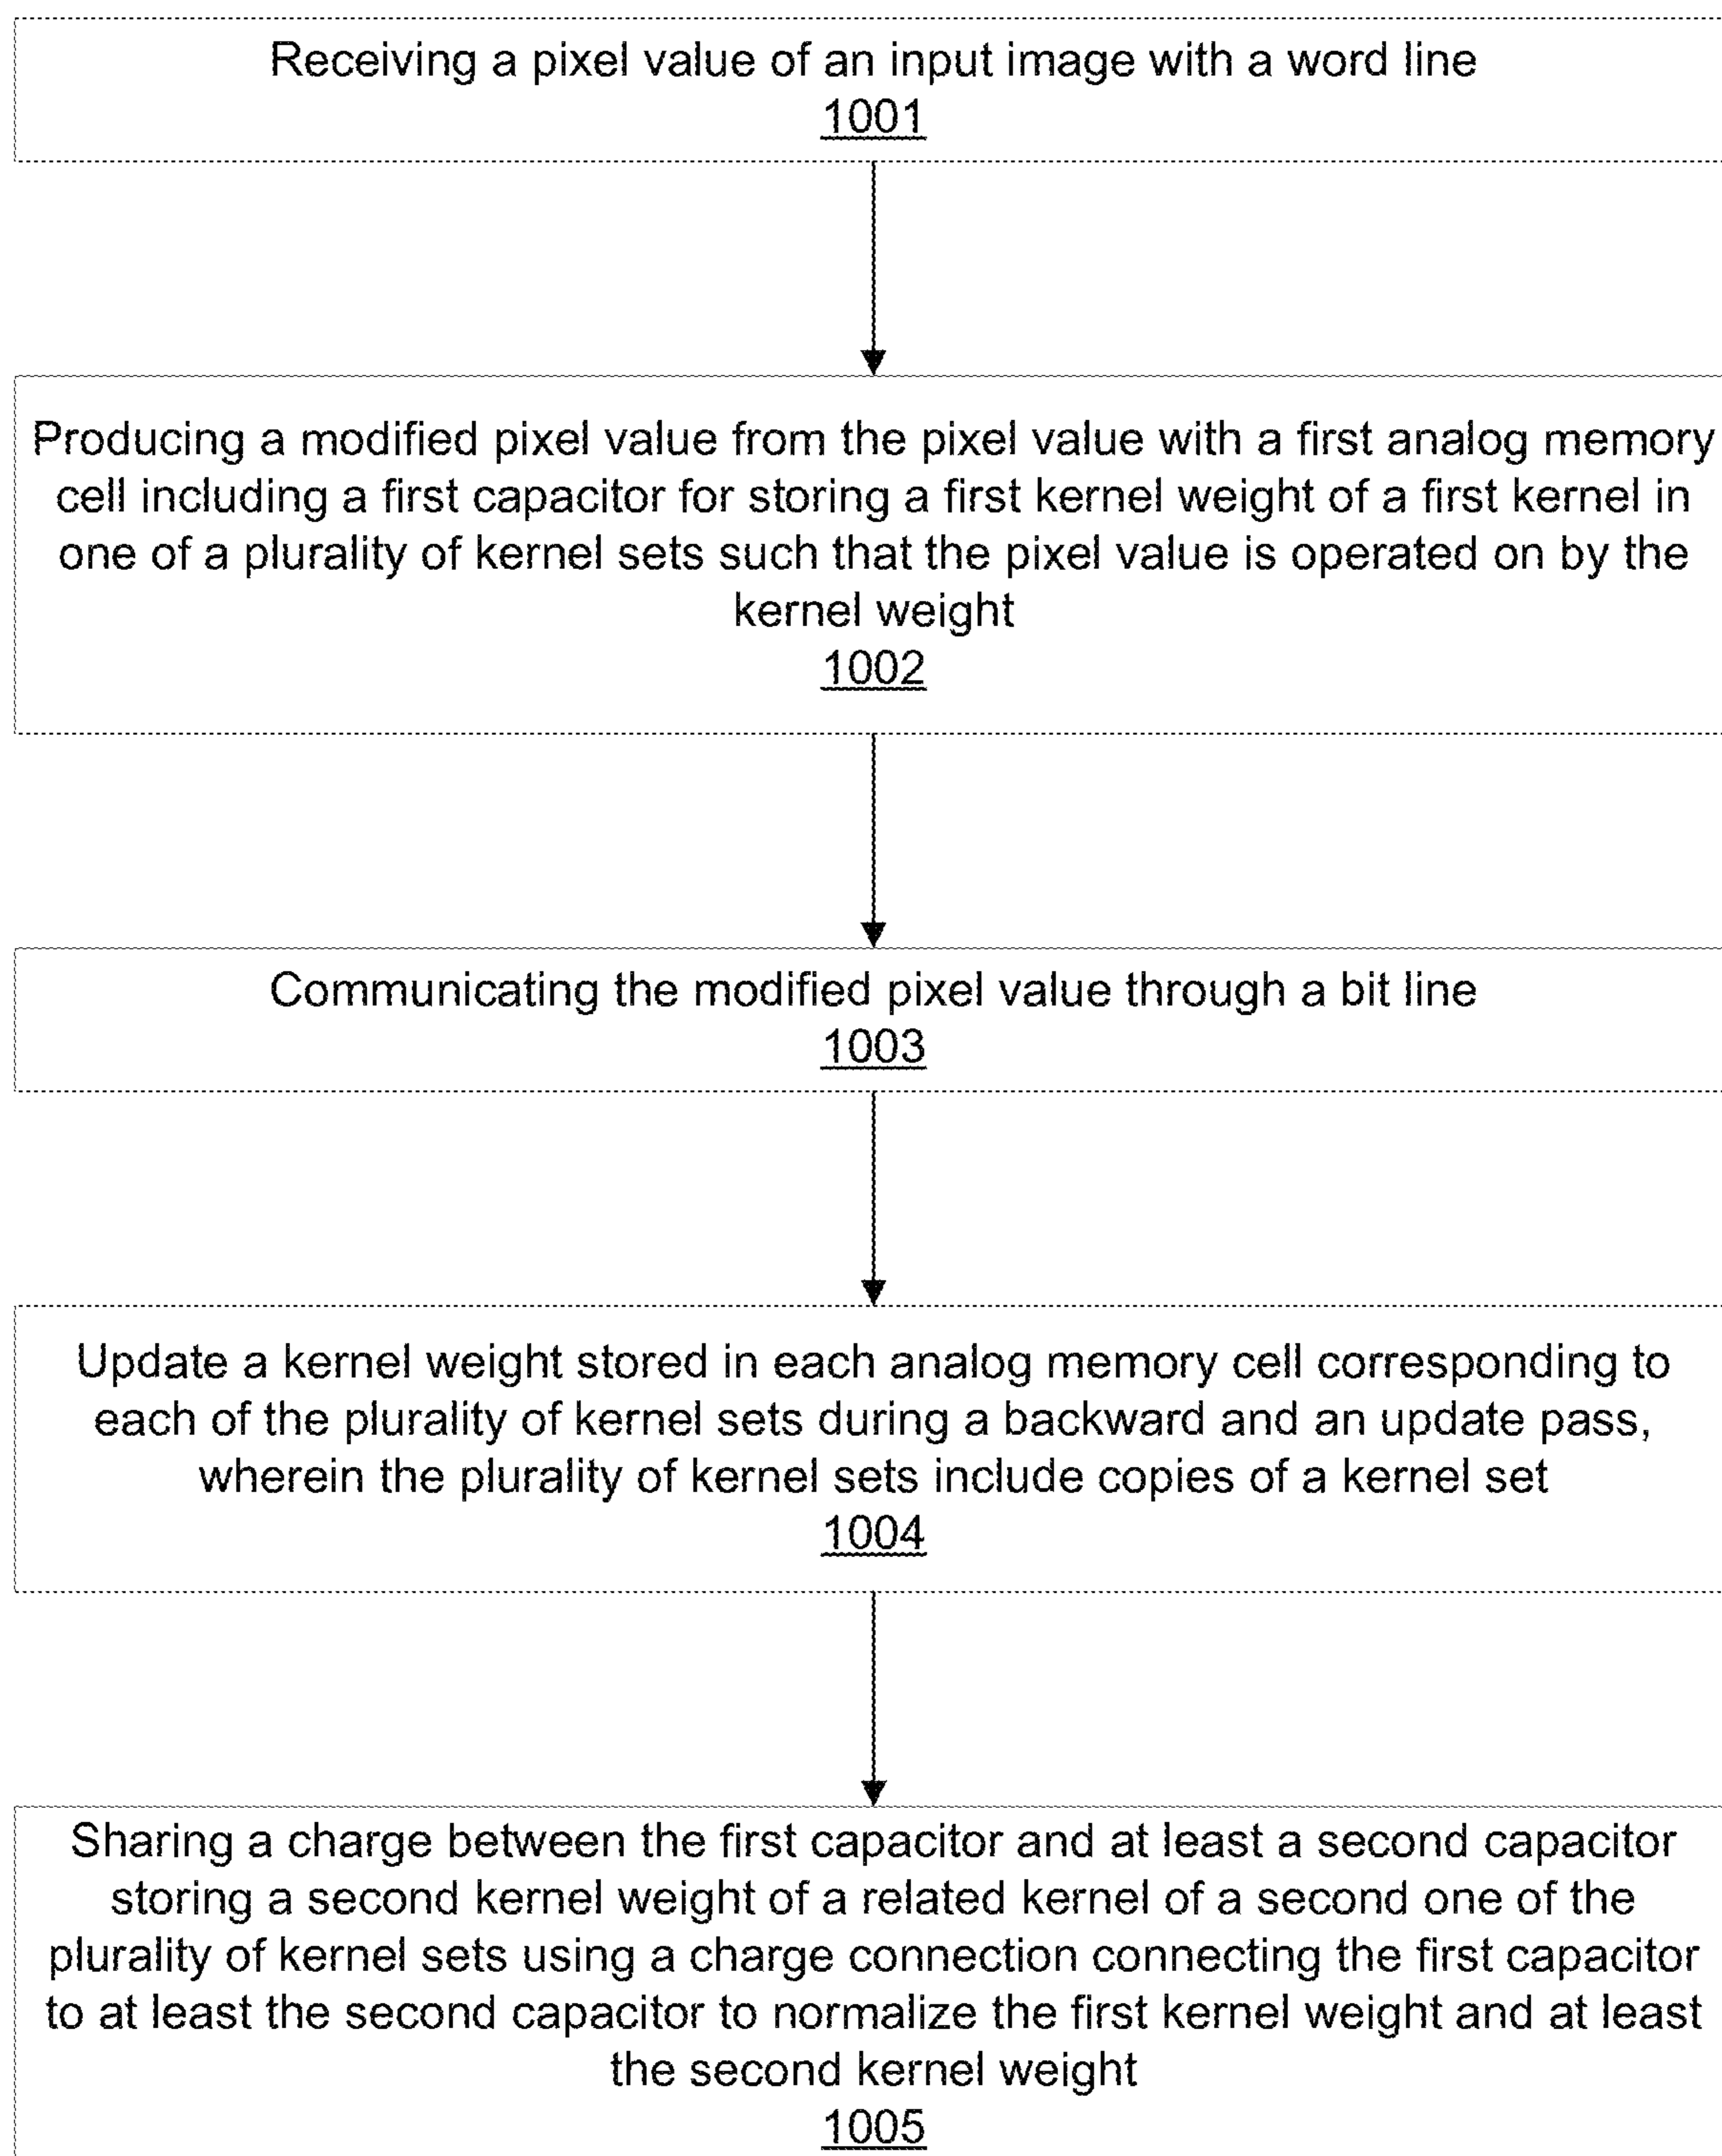 Receiving a pixel value of an input image with a word line
1001
Producing a modified pixel value from the pixel value with a first analog memory
cell including a first capacitor for storing a first kernel weight of a first kernel in
one of a plurality of kernel sets such that the pixel value is operated on by the
kernel weight
1002
Communicating the modified pixel value through a bit line
1003
Update a kernel weight stored in each analog memory cell corresponding to
each of the plurality of kernel sets during a backward and an update pass,
wherein the plurality of kernel sets include copies of a kernel set
1004
Sharing a charge between the first capacitor and at least a second capacitor
storing a second kernel weight of a related kernel of a second one of the
plurality of kernel sets using a charge connection connecting the first capacitor
to at least the second capacitor to normalize the first kernel weight and at least
the second kernel weight
1005